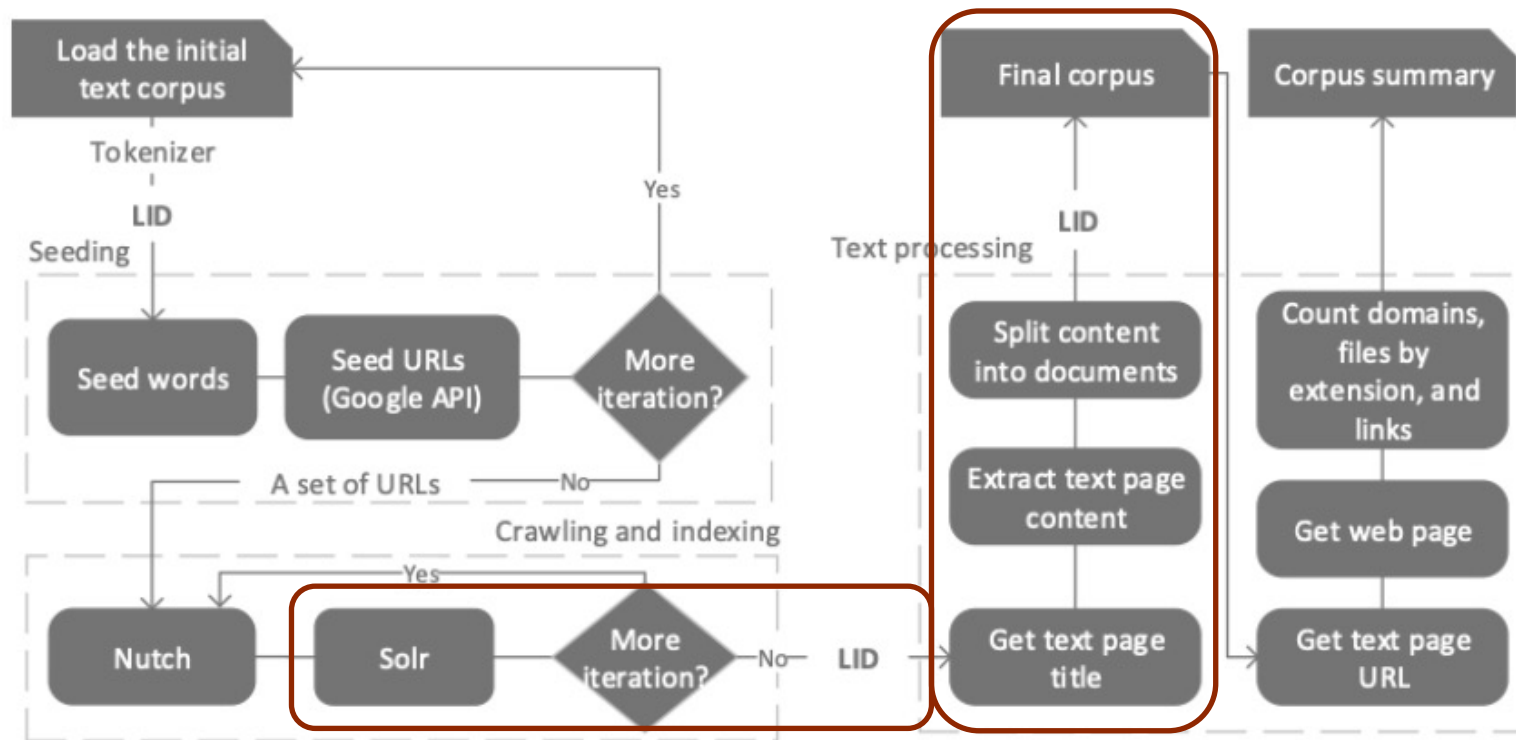 Load the initial
text corpus
Tokenizer
LID
Seeding
Seed words
Seed URLs
(Google API)
More
iteration?
Yes
No
A set of URLs
Crawling and indexing
Yes
Nutch
Solr
More
iteration?
No
LID
Text processing
Final corpus
LID
Split content
into documents
Extract text page
content
Get text page
title
Corpus summary
Count domains,
files by
extension, and
links
Get web page
Get text page
URL